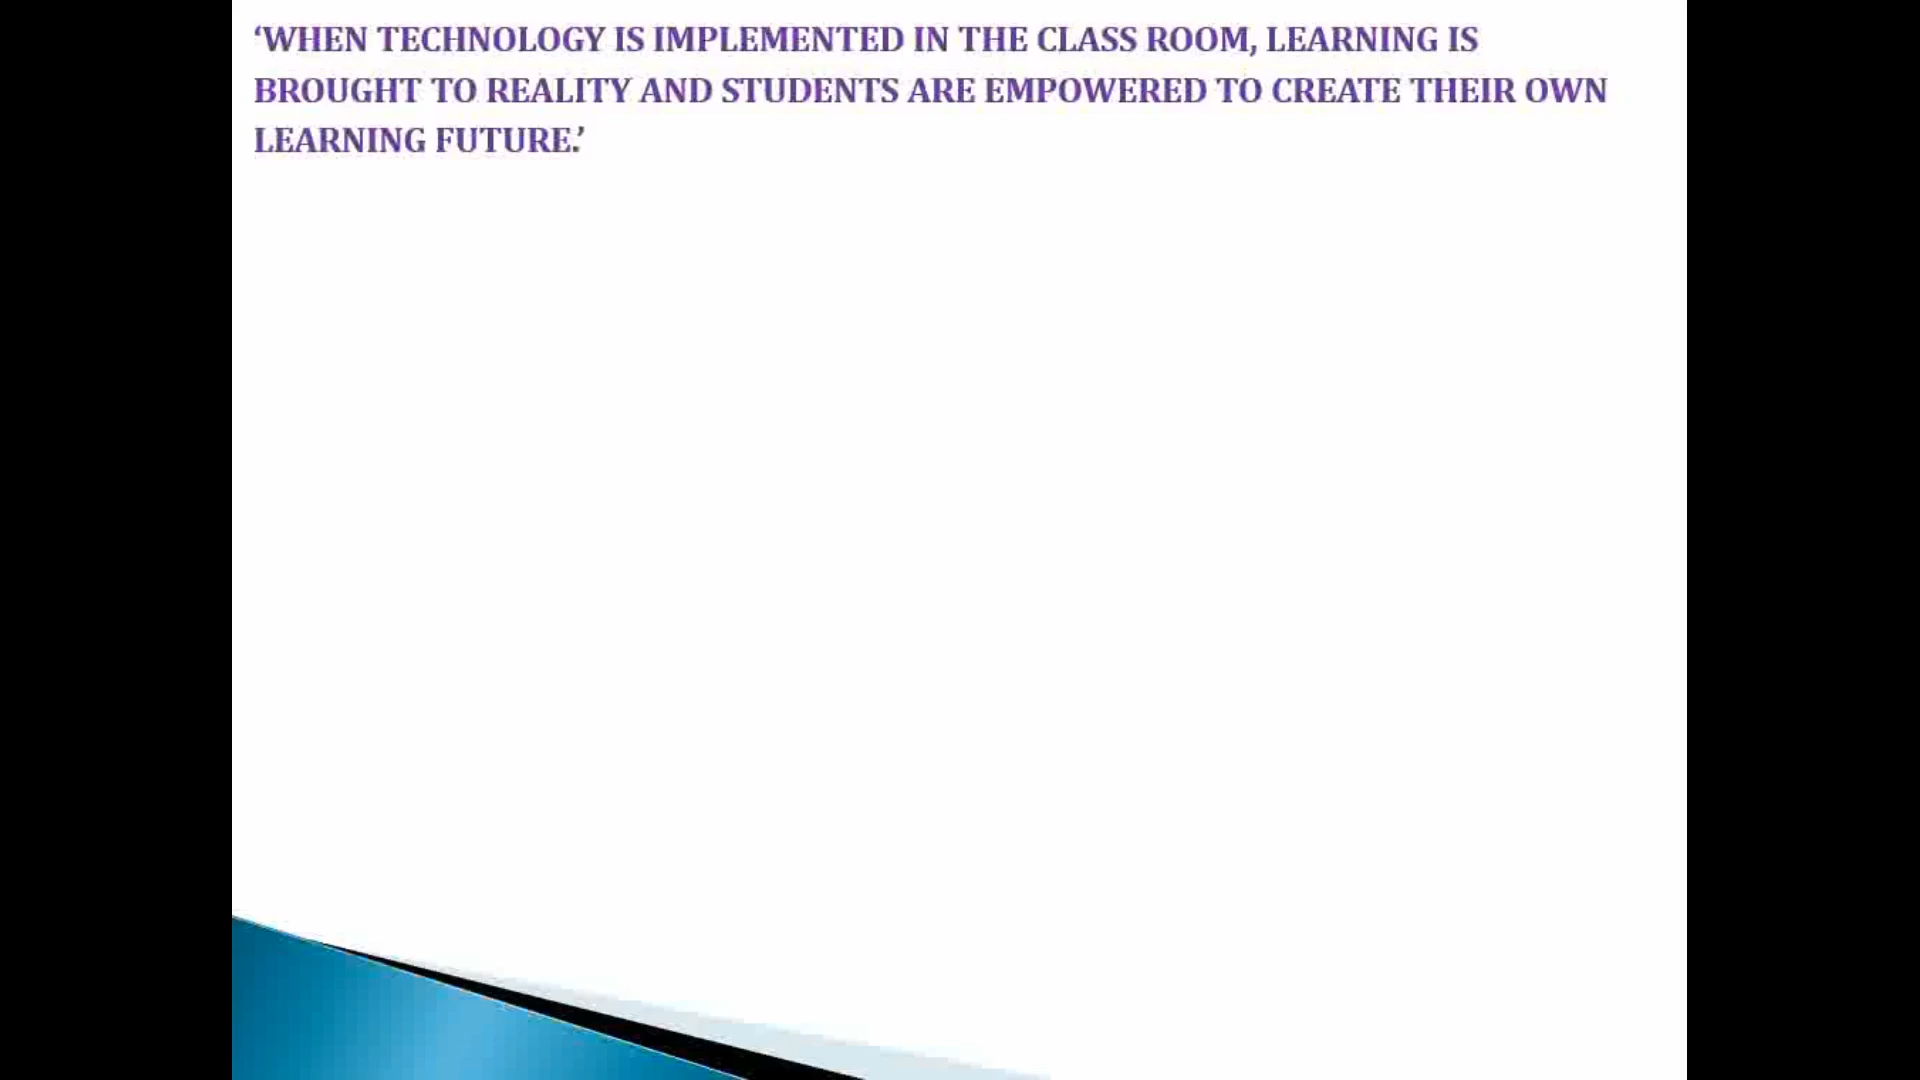 ‘WHEN TECHNOLOGY IS IMPLEMENTED IN THE CLASS ROOM, LEARNING IS
BROUGHT TO REALITY AND STUDENTS ARE EMPOWERED TO CREATE THEIR OWN
LEARNING FUTURE.’